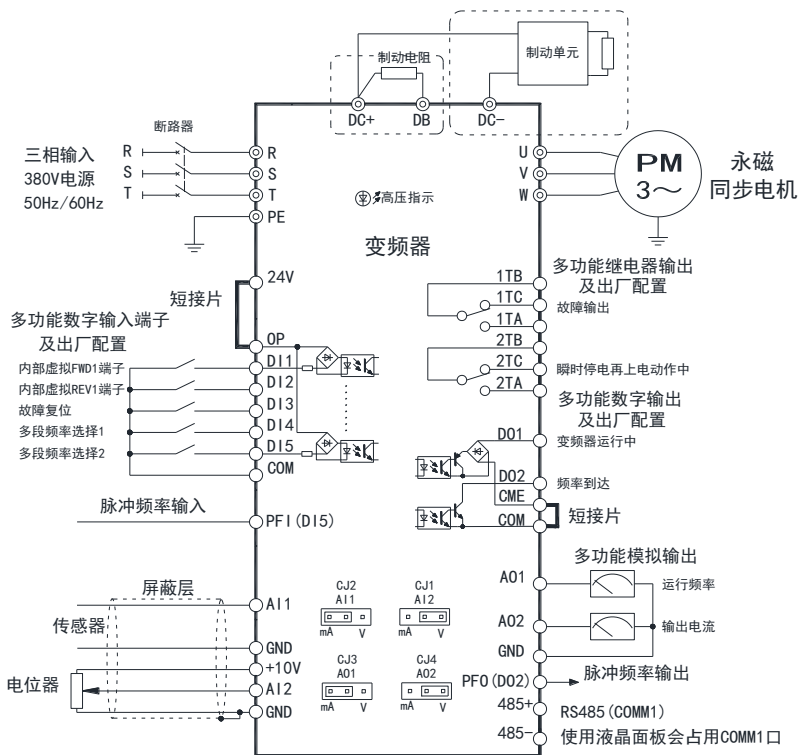 制动电阻
制动单元
DC+
DB
DC-
断路器
三相输入
380V电源
50Hz/60Hz
R
S
T
R
S
T
PE
U
V
W
PM
3～
永磁
同步电机
高压指示
变频器
24V
短接片
OP
多功能数字输入端子
及出厂配置
内部虚拟FWD1端子
内部虚拟REV1端子
故障复位
多段频率选择1
多段频率选择2
DI1
DI2
DI3
DI4
DI5
COM
脉冲频率输入
PFI(DI5)
多功能继电器输出
及出厂配置
1TB
1TC
1TA
故障输出
2TB
2TC
2TA
瞬时停电再上电动作中
多功能数字输出
及出厂配置
DO1
变频器运行中
DO2
频率到达
CME
COM
短接片
屏蔽层
传感器
电位器
AI1
GND
+10V
AI2
GND
CJ2
AI1
mA V
CJ1
AI2
mA V
CJ3
AO1
mA V
CJ4
AO2
mA V
多功能模拟输出
AO1
运行频率
AO2
输出电流
GND
PFO(DO2)
脉冲频率输出
485+
RS485(COMM1)
485-
使用液晶面板会占用COMM1口